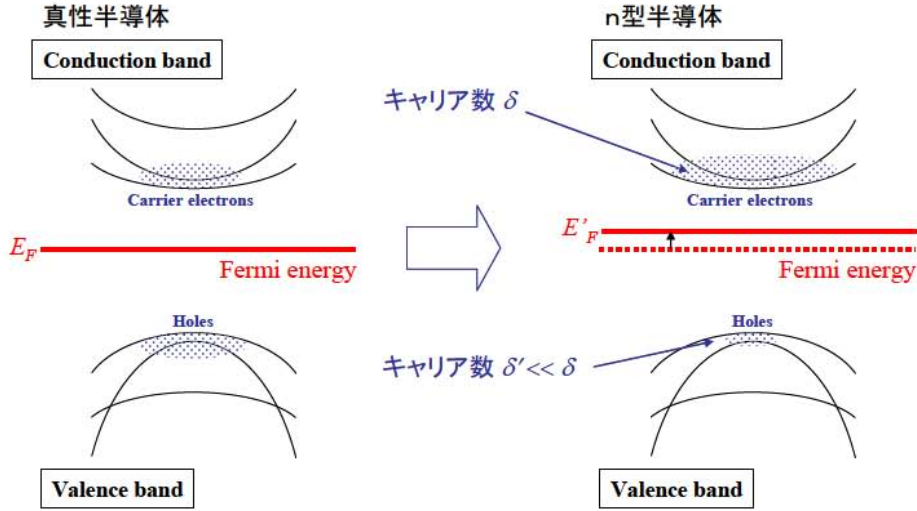 真性半導体
Conduction band
Carrier electrons
E_F
Fermi energy
Holes
Valence band
キャリア数 δ
キャリア数 δ′ << δ
n型半導体
Conduction band
Carrier electrons
E'_F
Fermi energy
Holes
Valence band